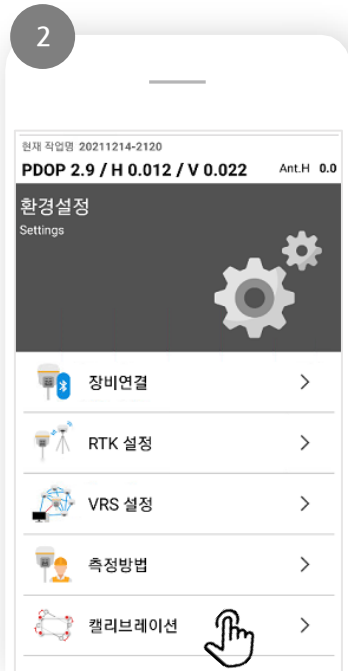 2
현재 작업명 20211214-2120
PDOP 2.9 / H 0.012 / V 0.022 Ant.H 0.0
환경설정
Settings
장비연결
RTK 설정
VRS 설정
측정방법
캘리브레이션